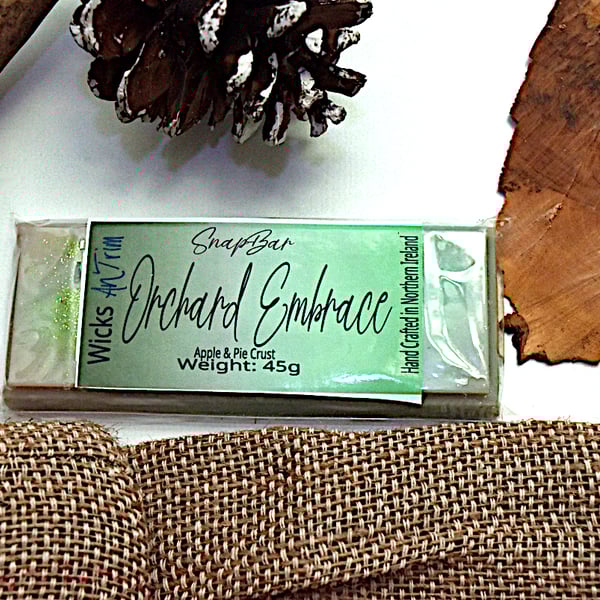 Wicks AnTrim
SnapBar
Orchard Embrace
Apple & Pie Crust
Weight: 45g
Hand Crafted in Northern Ireland